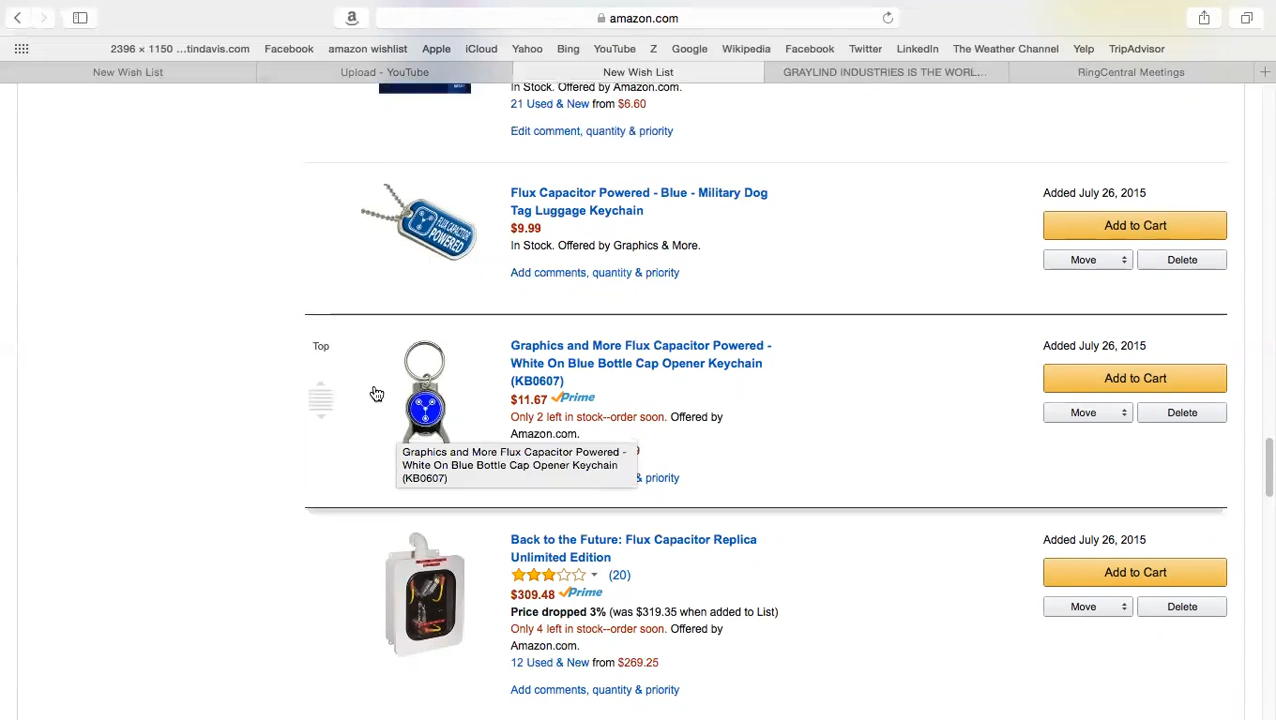 amazon.com
2396 × 1150 ...tindavis.com Facebook amazon wishlist Apple iCloud Yahoo Bing YouTube Z Google Wikipedia Facebook Twitter LinkedIn The Weather Channel Yelp TripAdvisor
New Wish List Upload - YouTube New Wish List GRAYLIND INDUSTRIES IS THE WORL... RingCentral Meetings
In Stock. Offered by Amazon.com.
21 Used & New from $6.60
Edit comment, quantity & priority
Flux Capacitor Powered - Blue - Military Dog
Tag Luggage Keychain
$9.99
In Stock. Offered by Graphics & More.
Add comments, quantity & priority
Added July 26, 2015
Add to Cart
Move Delete
FLUX CAPACITOR
POWERED
Top
Graphics and More Flux Capacitor Powered -
White On Blue Bottle Cap Opener Keychain
(KB0607)
$11.67 Prime
Only 2 left in stock--order soon. Offered by
Amazon.com.
& priority
Graphics and More Flux Capacitor Powered -
White On Blue Bottle Cap Opener Keychain
(KB0607)
Added July 26, 2015
Add to Cart
Move Delete
Back to the Future: Flux Capacitor Replica
Unlimited Edition
(20)
$309.48 Prime
Price dropped 3% (was $319.35 when added to List)
Only 4 left in stock--order soon. Offered by
Amazon.com.
12 Used & New from $269.25
Add comments, quantity & priority
Added July 26, 2015
Add to Cart
Move Delete